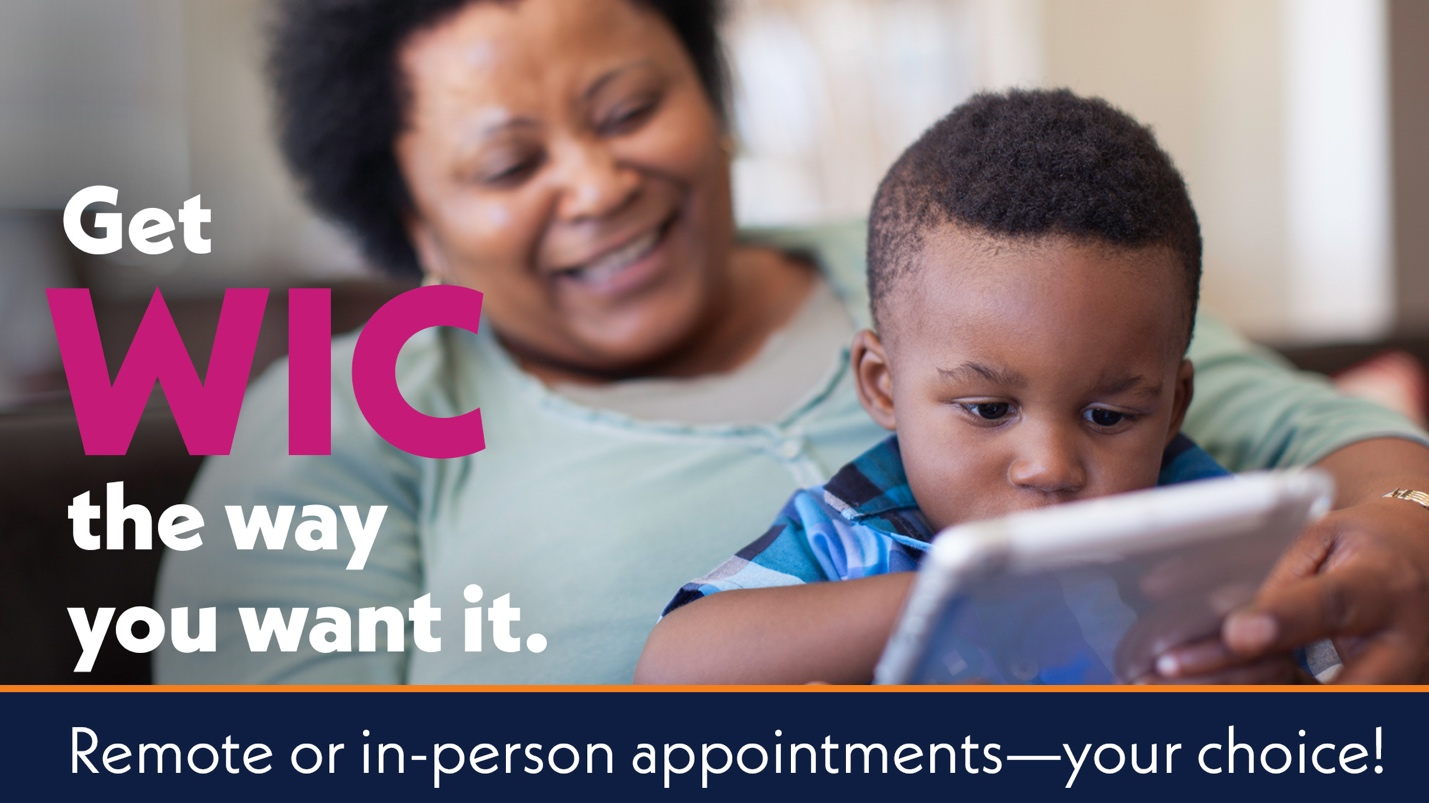 Get
WIC
the way
you want it.
Remote or in-person appointments—your choice!